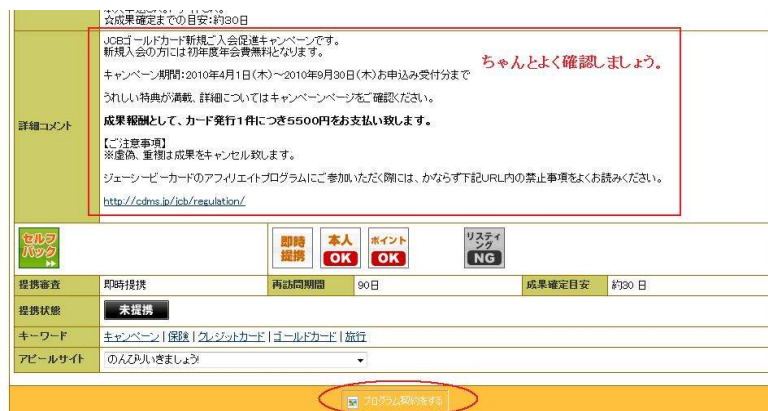 ☆成果確定までの目安：約30日
JCBゴールドカード新規ご入会促進キャンペーンです。
新規入会の方には初年度年会費無料となります。
ちゃんとよく確認しましょう。
キャンペーン期間：2010年4月1日(木)～2010年9月30日(木)お申込み受付分まで
うれしい特典が満載、詳細についてはキャンペーンページをご確認ください。
詳細コメント
成果報酬として、カード発行1件につき5500円をお支払い致します。
【ご注意事項】
※虚偽、重複は成果をキャンセル致します。
ジェーシービーカードのアフィリエイトプログラムにご参加いただく際には、かならず下記URL内の禁止事項をよくお読みください。
http://cdms.jp/jcb/regulation/
セルフバック
即時提携
本人OK
ポイントOK
リスティングNG
提携審査 即時提携 再訪問期間 90日 成果確定目安 約30 日
提携状態 未提携
キーワード キャンペーン | 保険 | クレジットカード | ゴールドカード | 旅行
アピールサイト のんびりいきましょう!
プログラム契約をする